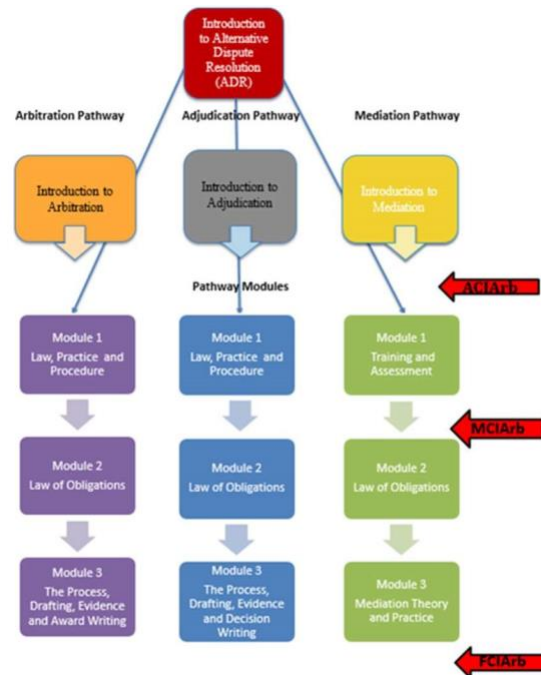 Introduction
to Alternative
Dispute
Resolution
(ADR)
Arbitration Pathway
Adjudication Pathway
Mediation Pathway
Introduction to
Arbitration
Introduction to
Adjudication
Introduction to
Mediation
Pathway Modules
ACIArb
Module 1
Law, Practice and
Procedure
Module 1
Law, Practice and
Procedure
Module 1
Training and
Assessment
MCIArb
Module 2
Law of Obligations
Module 2
Law of Obligations
Module 2
Law of Obligations
Module 3
The Process,
Drafting, Evidence
and Award Writing
Module 3
The Process,
Drafting, Evidence
and Decision
Writing
Module 3
Mediation Theory
and Practice
FCIArb